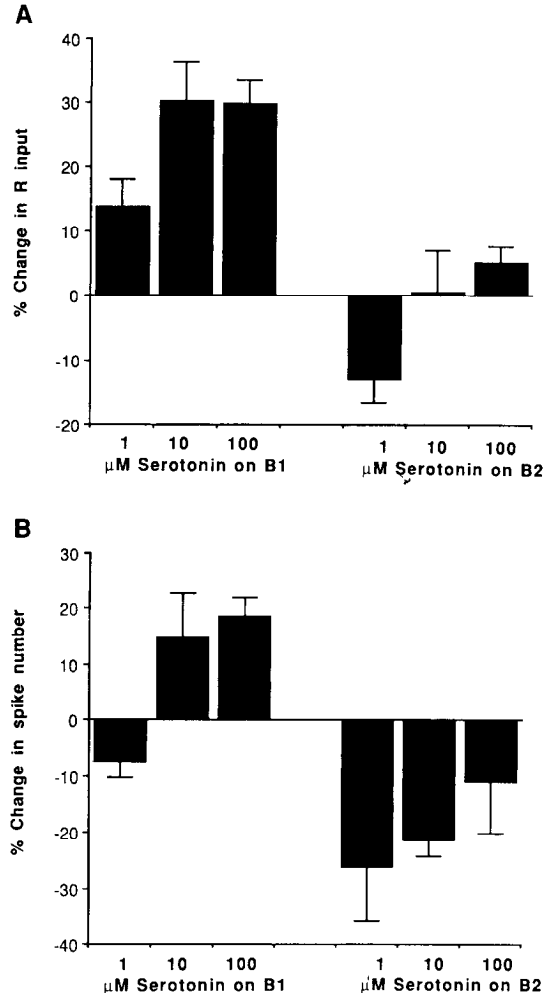 A
40
30
20
10
0
-10
-20
% Change in R input
1 10 100 1 10 100
µM Serotonin on B1 µM Serotonin on B2
B
30
20
10
0
-10
-20
-30
-40
% Change in spike number
1 10 100 1 10 100
µM Serotonin on B1 µM Serotonin on B2